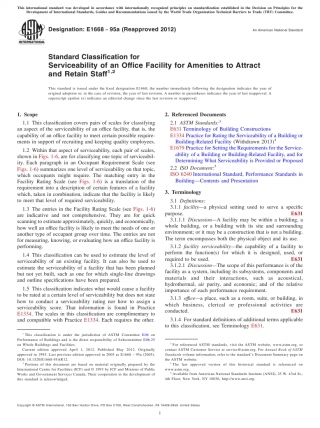 This international standard was developed in accordance with internationally recognized principles on standardization established in the Decision on Principles for the
Development of International Standards, Guides and Recommendations issued by the World Trade Organization Technical Barriers to Trade (TBT) Committee.
Designation: E1668 − 95a (Reapproved 2012)
An American National Standard
Standard Classification for
Serviceability of an Office Facility for Amenities to Attract
and Retain Staff1,2
This standard is issued under the fixed designation E1668; the number immediately following the designation indicates the year of
original adoption or, in the case of revision, the year of last revision. A number in parentheses indicates the year of last reapproval. A
superscript epsilon (ε) indicates an editorial change since the last revision or reapproval.
1. Scope
1.1 This classification covers pairs of scales for classifying
an aspect of the serviceability of an office facility, that is, the
capability of an office facility to meet certain possible require-
ments in support of recruiting and keeping quality employees.
1.2 Within that aspect of serviceability, each pair of scales,
shown in Figs. 1-6, are for classifying one topic of serviceabil-
ity. Each paragraph in an Occupant Requirement Scale (see
Figs. 1-6) summarizes one level of serviceability on that topic,
which occupants might require. The matching entry in the
Facility Rating Scale (see Figs. 1-6) is a translation of the
requirement into a description of certain features of a facility
which, taken in combination, indicate that the facility is likely
to meet that level of required serviceability.
1.3 The entries in the Facility Rating Scale (see Figs. 1-6)
are indicative and not comprehensive. They are for quick
scanning to estimate approximately, quickly, and economically,
how well an office facility is likely to meet the needs of one or
another type of occupant group over time. The entries are not
for measuring, knowing, or evaluating how an office facility is
performing.
1.4 This classification can be used to estimate the level of
serviceability of an existing facility. It can also be used to
estimate the serviceability of a facility that has been planned
but not yet built, such as one for which single-line drawings
and outline specifications have been prepared.
1.5 This classification indicates what would cause a facility
to be rated at a certain level of serviceability but does not state
how to conduct a serviceability rating nor how to assign a
serviceability score. That information is found in Practice
E1334. The scales in this classification are complimentary to
and compatible with Practice E1334. Each requires the other.
1 This classification is under the jurisdiction of ASTM Committee E06 on
Performance of Buildings and is the direct responsibility of Subcommittee E06.25
on Whole Buildings and Facilities.
Current edition approved April 1, 2012. Published May 2012. Originally
approved in 1995. Last previous edition approved in 2005 as E1668 – 95a (2005).
DOI: 10.1520/E1668-95AR12.
2 Portions of this document are based on material originally prepared by the
International Centre for Facilities (ICF) and © 1993 by ICF and Minister of Public
Works and Government Services Canada. Their cooperation in the development of
this standard is acknowledged.
2. Referenced Documents
2.1 ASTM Standards:3
E631 Terminology of Building Constructions
E1334 Practice for Rating the Serviceability of a Building or
Building-Related Facility (Withdrawn 2013)4
E1679 Practice for Setting the Requirements for the Service-
ability of a Building or Building-Related Facility, and for
Determining What Serviceability is Provided or Proposed
2.2 ISO Document:5
ISO 6240 International Standard, Performance Standards in
Building—Contents and Presentation
3. Terminology
3.1 Definitions:
3.1.1 facility—a physical setting used to serve a specific
purpose. E631
3.1.1.1 Discussion—A facility may be within a building, a
whole building, or a building with its site and surrounding
environment; or it may be a construction that is not a building.
The term encompasses both the physical object and its use.
3.1.2 facility serviceability—the capability of a facility to
perform the function(s) for which it is designed, used, or
required to be used. E631
3.1.2.1 Discussion—The scope of this performance is of the
facility as a system, including its subsystems, components and
materials and their interactions, such as acoustical,
hydrothermal, air purity, and economic; and of the relative
importance of each performance requirement.
3.1.3 office—a place, such as a room, suite, or building, in
which business, clerical or professional activities are
conducted. E631
3.1.4 For standard definitions of additional terms applicable
to this classification, see Terminology E631.
3 For referenced ASTM standards, visit the ASTM website, www.astm.org, or
contact ASTM Customer Service at service@astm.org. For Annual Book of ASTM
Standards volume information, refer to the standard's Document Summary page on
the ASTM website.
4 The last approved version of this historical standard is referenced on
www.astm.org.
5 Available from American National Standards Institute (ANSI), 25 W. 43rd St.,
4th Floor, New York, NY 10036, http://www.ansi.org.
Copyright © ASTM International, 100 Barr Harbor Drive, PO Box C700, West Conshohocken, PA 19428-2959. United States
1